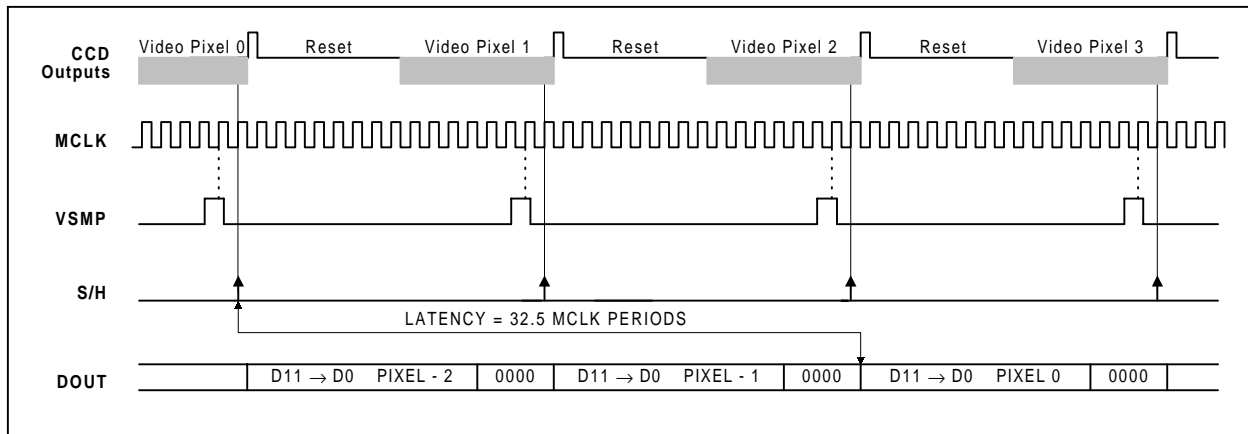 CCD Outputs
Video Pixel 0 Reset Video Pixel 1 Reset Video Pixel 2 Reset Video Pixel 3
MCLK
VSMP
S/H
LATENCY = 32.5 MCLK PERIODS
DOUT
D11 → D0 PIXEL - 2 0000 D11 → D0 PIXEL - 1 0000 D11 → D0 PIXEL 0 0000